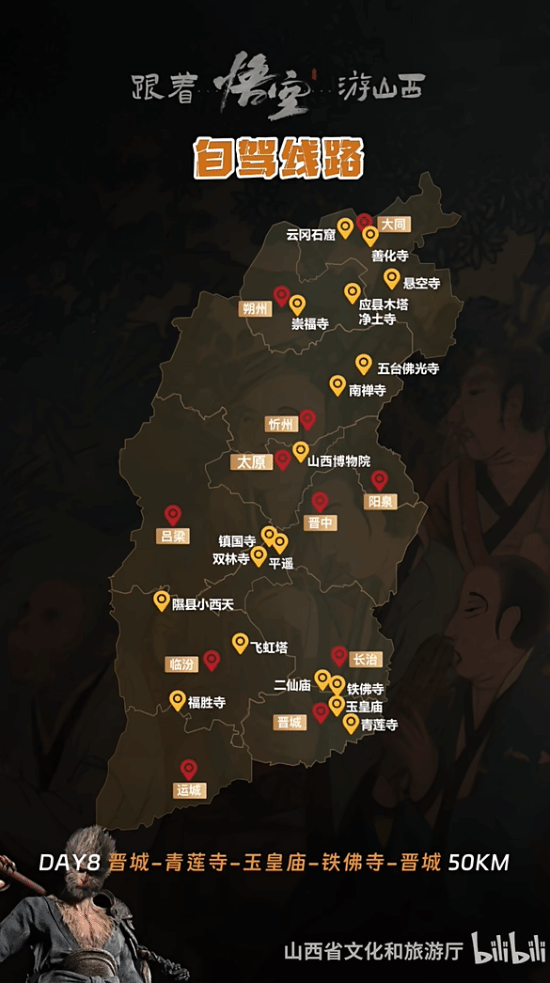 跟着悟空游山西
自驾线路
大同
云冈石窟
善化寺
悬空寺
应县木塔
净土寺
朔州
崇福寺
五台佛光寺
南禅寺
忻州
太原
山西博物院
阳泉
晋中
吕梁
镇国寺
双林寺
平遥
隰县小西天
飞虹塔
临汾
长治
二仙庙
铁佛寺
福胜寺
玉皇庙
晋城
青莲寺
运城
DAY8 晋城-青莲寺-玉皇庙-铁佛寺-晋城 50KM
山西省文化和旅游厅 bilibili